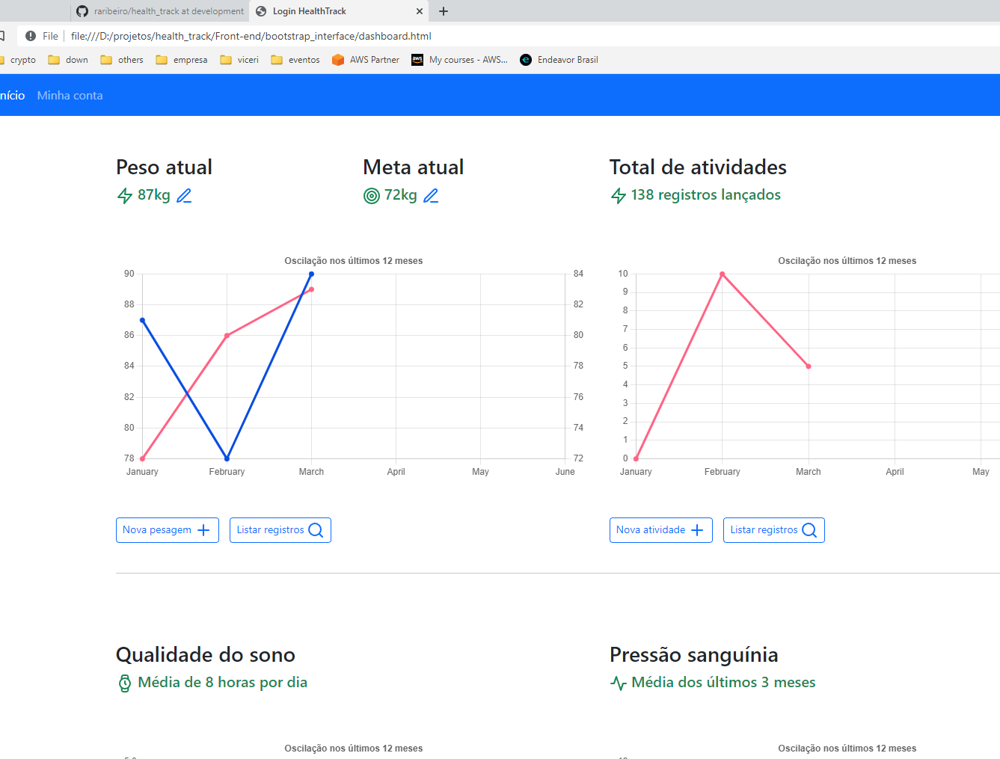 raribeiro/health_track at development
Login HealthTrack
File
file:///D:/projetos/health_track/Front-end/bootstrap_interface/dashboard.html
crypto down others empresa viceri eventos AWS Partner aws My courses - AWS... Endeavor Brasil
nício Minha conta
Peso atual
87kg
Meta atual
72kg
Total de atividades
138 registros lançados
Oscilação nos últimos 12 meses
90 84
88 82
86 80
84 78
82 76
80 74
78 72
January February March April May June
Oscilação nos últimos 12 meses
10
9
8
7
6
5
4
3
2
1
0
January February March April May
Nova pesagem Listar registros
Nova atividade Listar registros
Qualidade do sono
Média de 8 horas por dia
Pressão sanguínia
Média dos últimos 3 meses
Oscilação nos últimos 12 meses
Oscilação nos últimos 12 meses